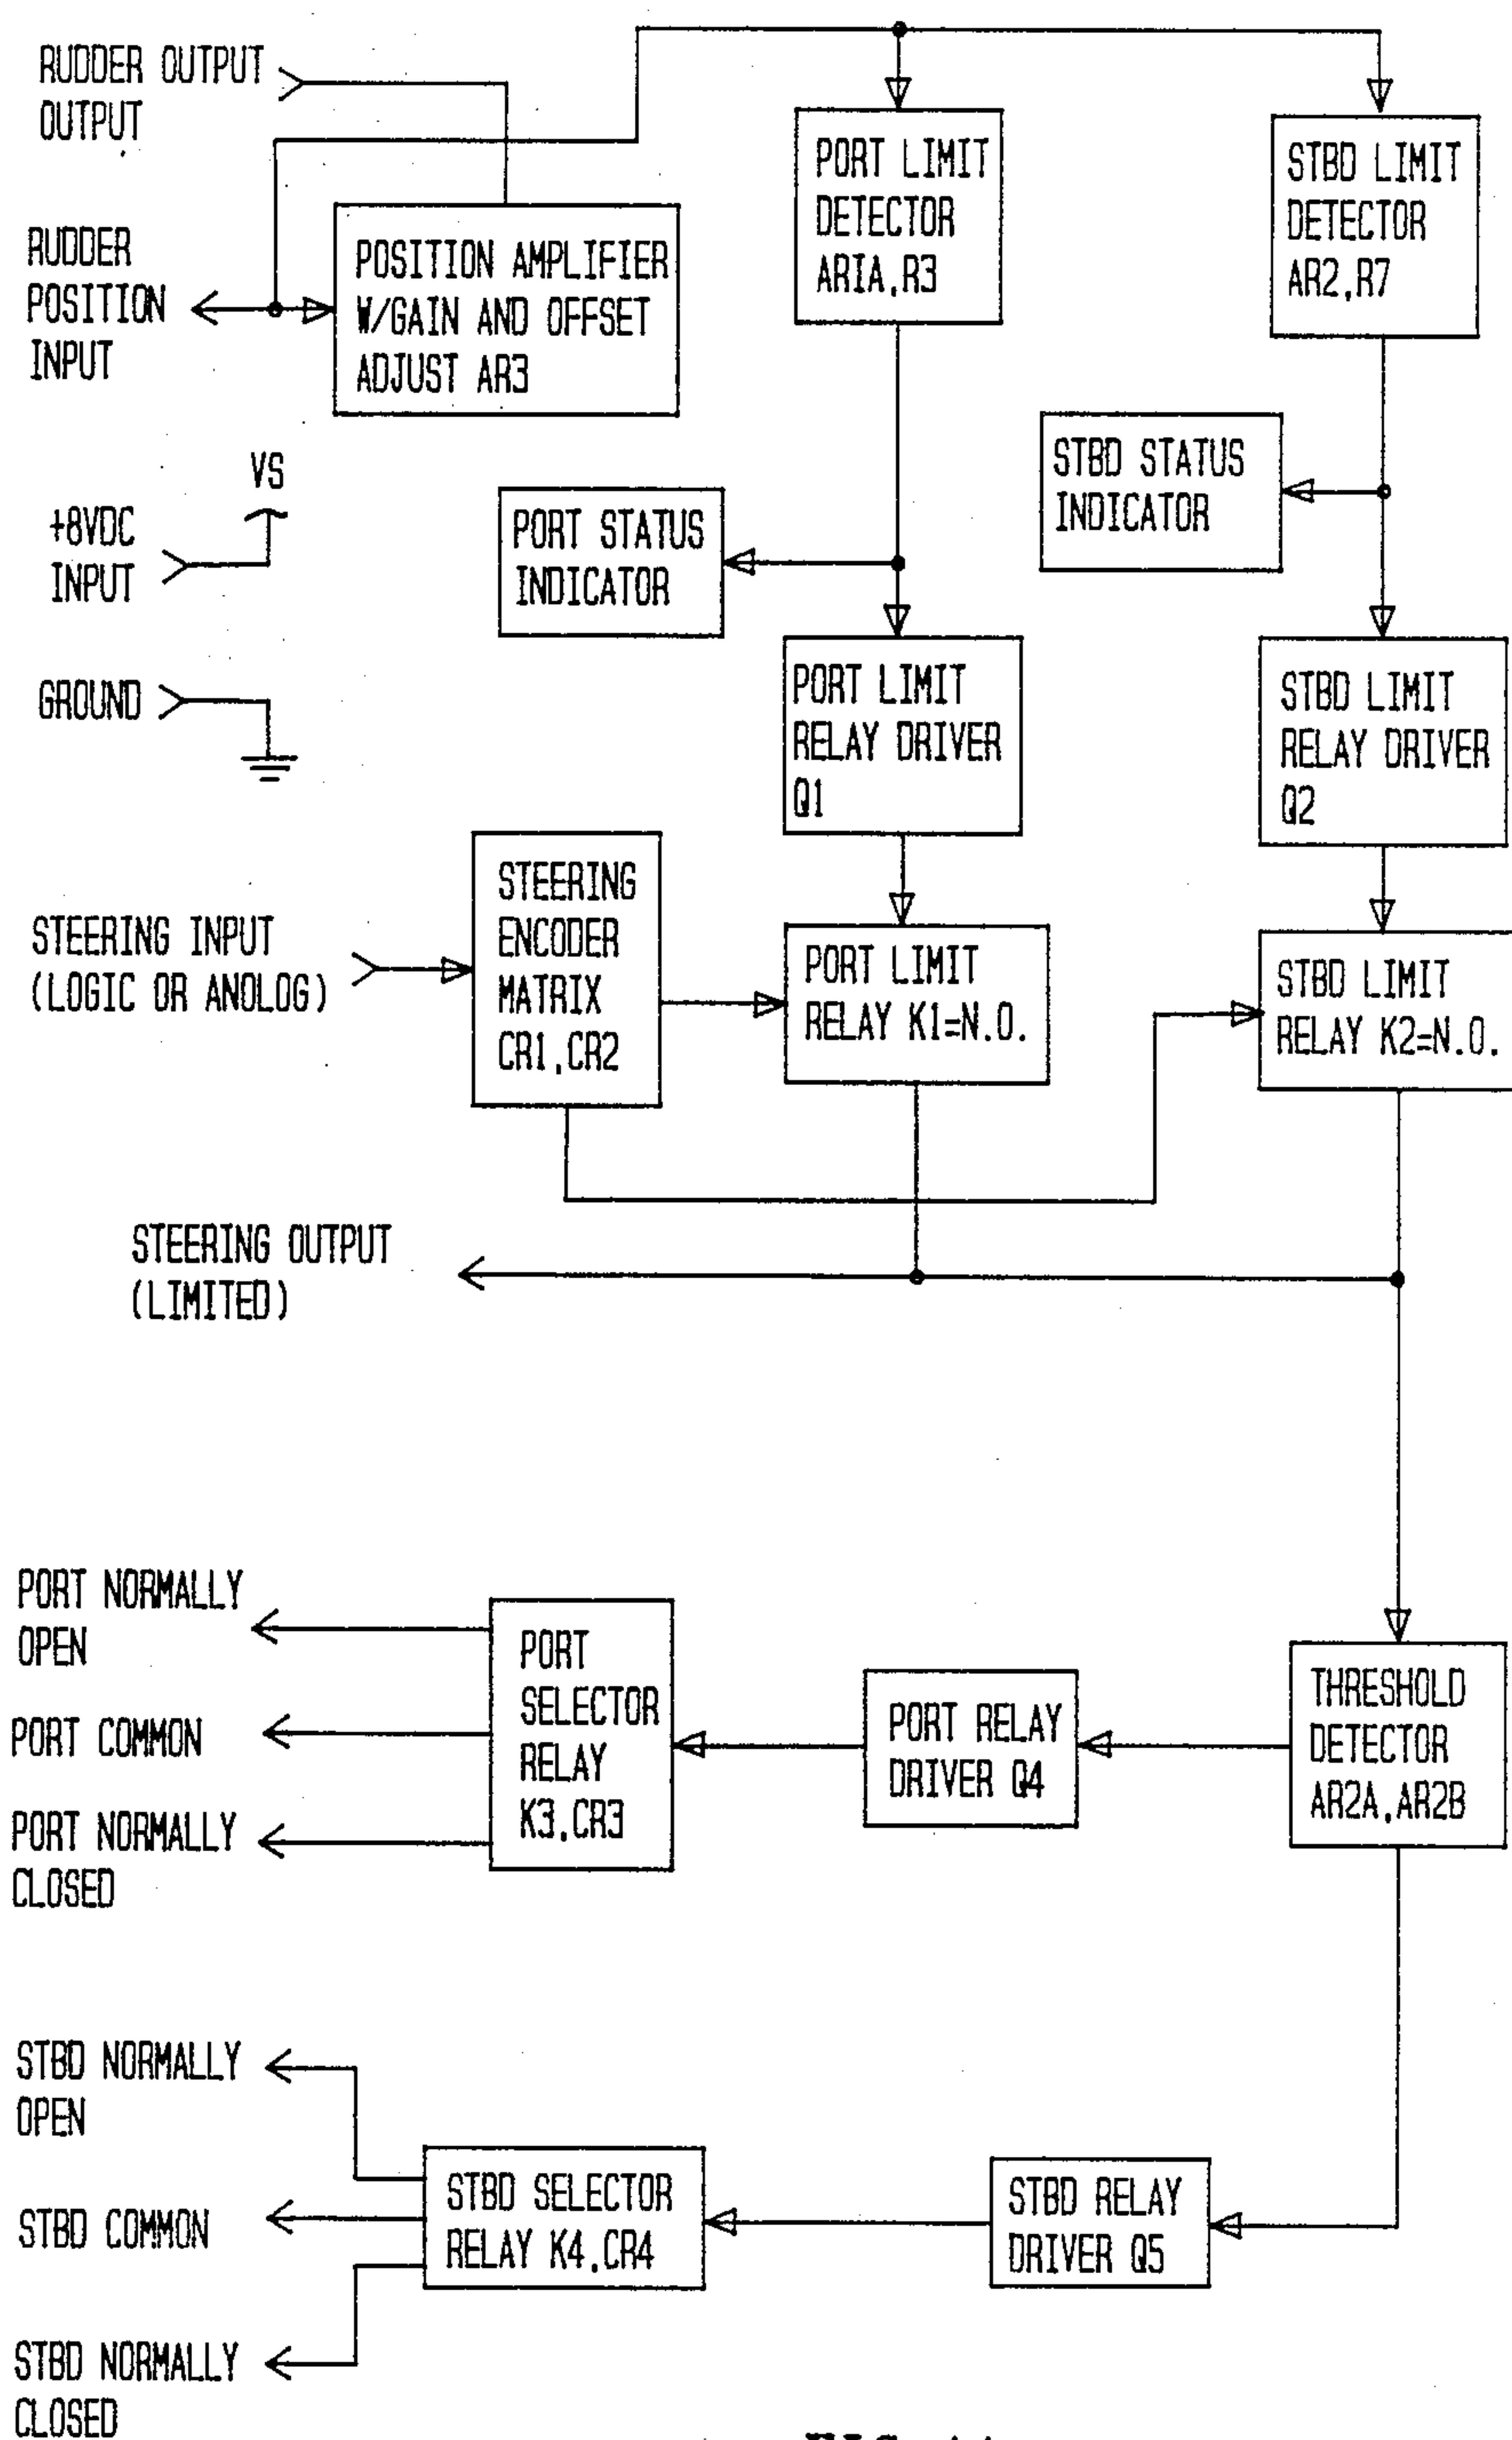 RUDDER OUTPUT
OUTPUT
RUDDER
POSITION
INPUT
POSITION AMPLIFIER
W/GAIN AND OFFSET
ADJUST AR3
PORT LIMIT
DETECTOR
ARIA,R3
STBD LIMIT
DETECTOR
AR2,R7
VS
+8VDC
INPUT
PORT STATUS
INDICATOR
STBD STATUS
INDICATOR
GROUND
PORT LIMIT
RELAY DRIVER
Q1
STBD LIMIT
RELAY DRIVER
Q2
STEERING INPUT
(LOGIC OR ANOLOG)
STEERING
ENCODER
MATRIX
CR1,CR2
PORT LIMIT
RELAY K1=N.O.
STBD LIMIT
RELAY K2=N.O.
STEERING OUTPUT
(LIMITED)
PORT NORMALLY
OPEN
PORT COMMON
PORT NORMALLY
CLOSED
PORT
SELECTOR
RELAY
K3,CR3
PORT RELAY
DRIVER Q4
THRESHOLD
DETECTOR
AR2A,AR2B
STBD NORMALLY
OPEN
STBD COMMON
STBD NORMALLY
CLOSED
STBD SELECTOR
RELAY K4,CR4
STBD RELAY
DRIVER Q5